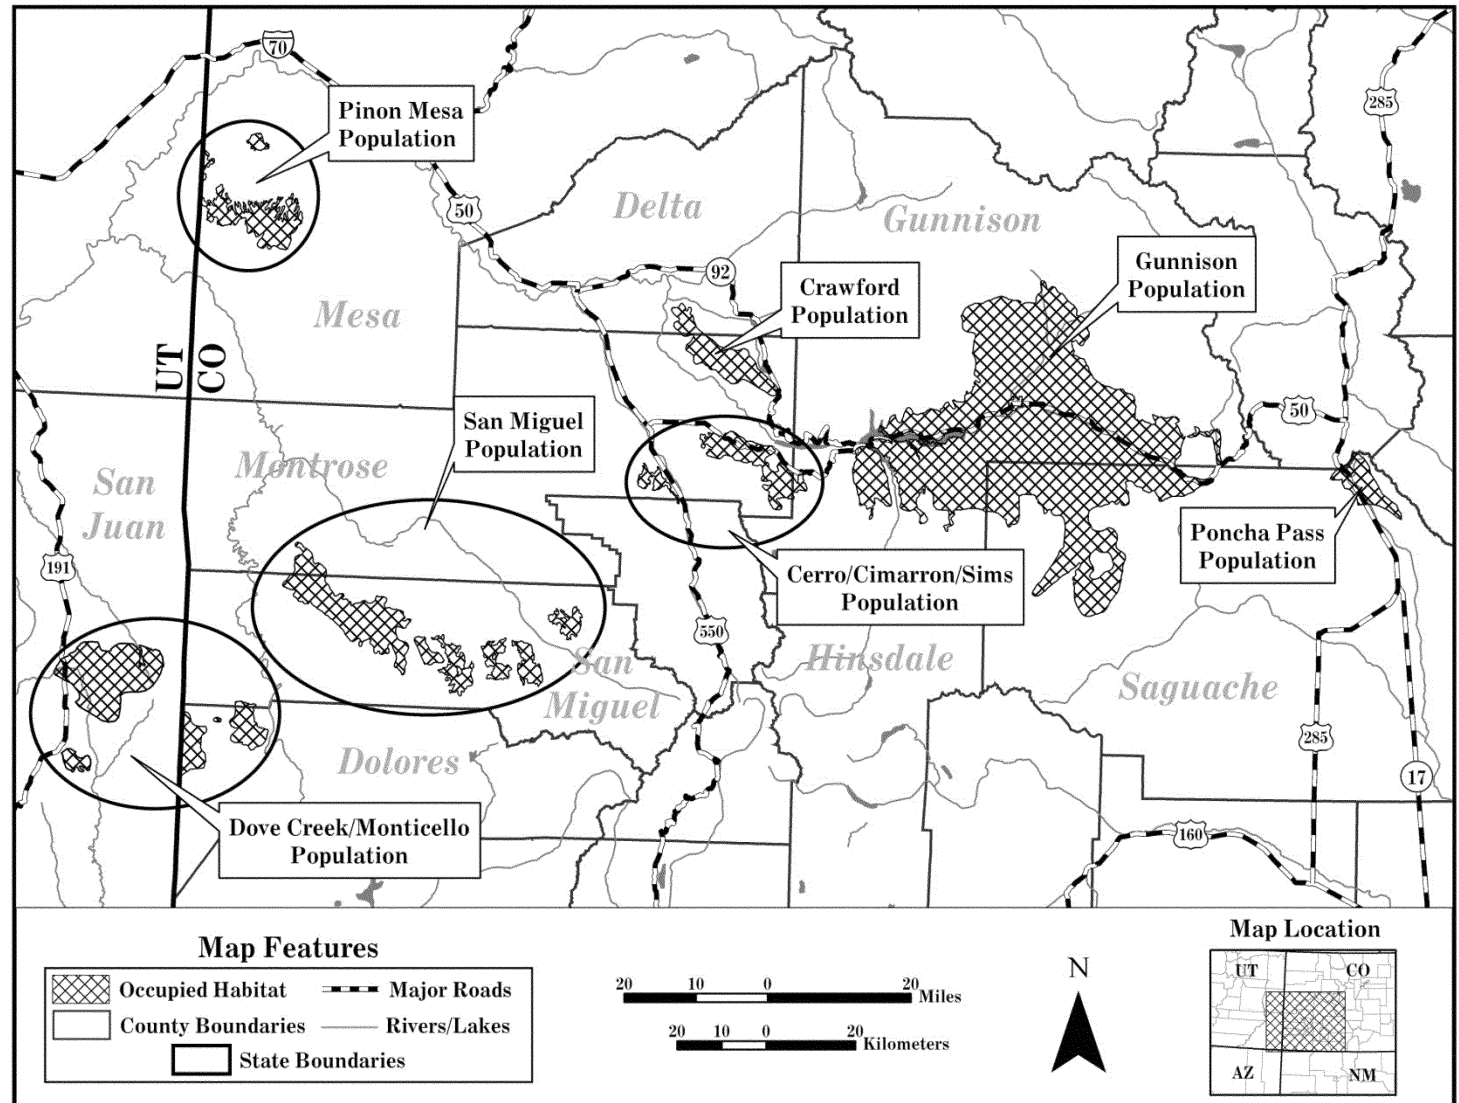 70
285
Pinon Mesa
Population
50
Delta
Gunnison
92
Crawford
Population
Gunnison
Population
Mesa
UT
CO
San Miguel
Population
50
Montrose
San
Juan
191
Cerro/Cimarron/Sims
Population
Poncha Pass
Population
550
San
Miguel
Hinsdale
Saguache
285
17
Dolores
Dove Creek/Monticello
Population
160
Map Features
Occupied Habitat
Major Roads
County Boundaries
Rivers/Lakes
State Boundaries
20 10 0 20
Miles
20 10 0 20
Kilometers
N
Map Location
UT CO
AZ NM